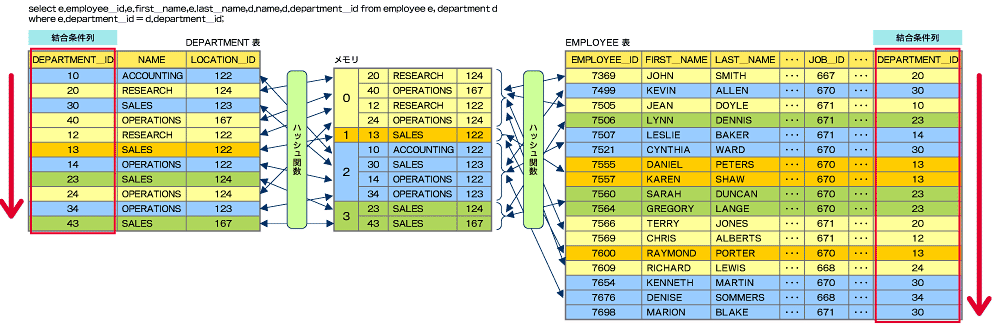 select e.employee_id,e.first_name,e.last_name,d.name,d.department_id from employee e, department d
where e.department_id = d.department_id;
結合条件列
DEPARTMENT 表
DEPARTMENT_ID NAME LOCATION_ID
10 ACCOUNTING 122
20 RESEARCH 124
30 SALES 123
40 OPERATIONS 167
12 RESEARCH 122
13 SALES 122
14 OPERATIONS 122
23 SALES 124
24 OPERATIONS 124
34 OPERATIONS 123
43 SALES 167
ハッシュ関数
メモリ
0
20 RESEARCH 124
40 OPERATIONS 167
12 RESEARCH 122
24 OPERATIONS 124
1 13 SALES 122
2
10 ACCOUNTING 122
30 SALES 123
14 OPERATIONS 122
34 OPERATIONS 123
3
23 SALES 124
43 SALES 167
ハッシュ関数
EMPLOYEE 表
結合条件列
EMPLOYEE_ID FIRST_NAME LAST_NAME ··· JOB_ID ··· DEPARTMENT_ID
7369 JOHN SMITH ··· 667 ··· 20
7499 KEVIN ALLEN ··· 670 ··· 30
7505 JEAN DOYLE ··· 671 ··· 10
7506 LYNN DENNIS ··· 671 ··· 23
7507 LESLIE BAKER ··· 671 ··· 14
7521 CYNTHIA WARD ··· 670 ··· 30
7555 DANIEL PETERS ··· 670 ··· 13
7557 KAREN SHAW ··· 670 ··· 13
7560 SARAH DUNCAN ··· 670 ··· 23
7564 GREGORY LANGE ··· 670 ··· 23
7566 TERRY JONES ··· 671 ··· 20
7569 CHRIS ALBERTS ··· 671 ··· 12
7600 RAYMOND PORTER ··· 670 ··· 13
7609 RICHARD LEWIS ··· 668 ··· 24
7654 KENNETH MARTIN ··· 670 ··· 30
7676 DENISE SOMMERS ··· 668 ··· 34
7698 MARION BLAKE ··· 671 ··· 30